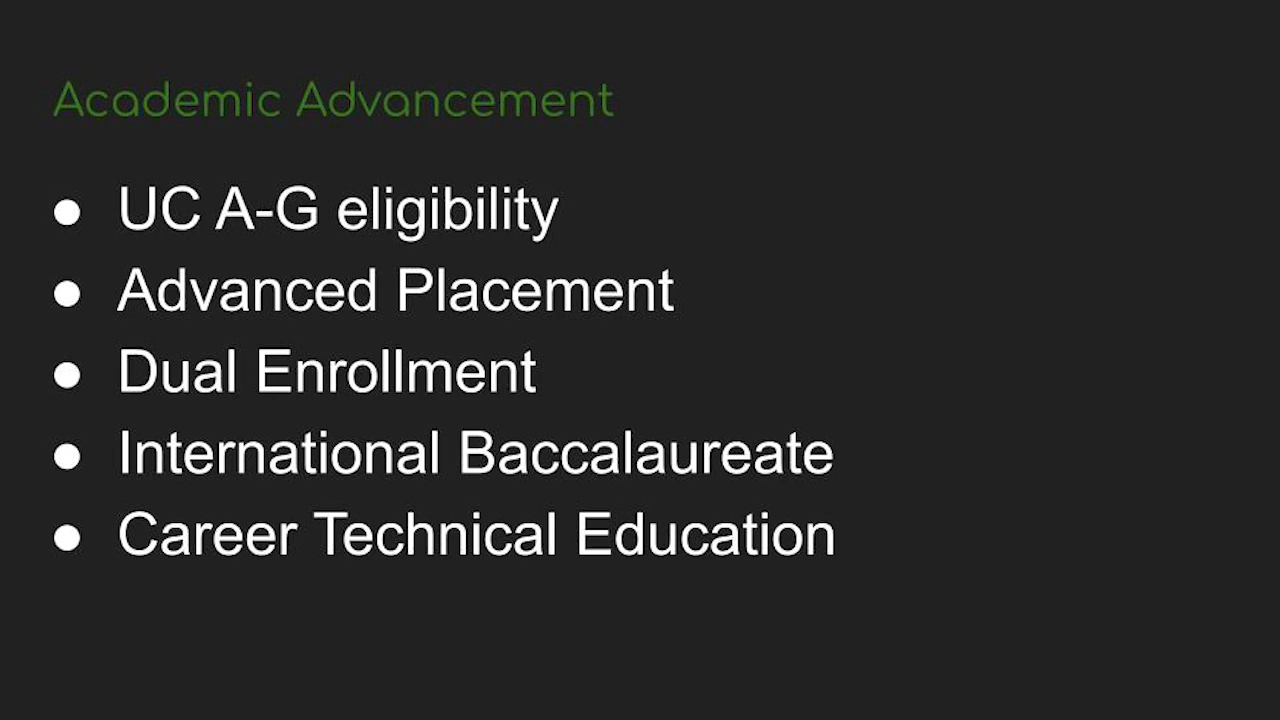 Academic Advancement
● UC A-G eligibility
● Advanced Placement
● Dual Enrollment
● International Baccalaureate
● Career Technical Education